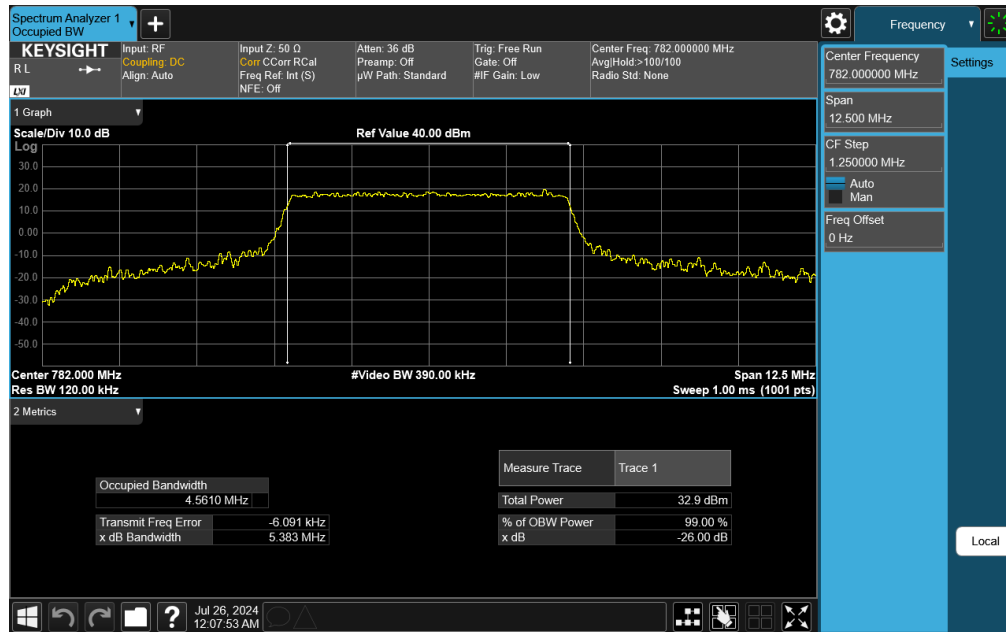 Spectrum Analyzer 1
Occupied BW
Frequency
KEYSIGHT
R L
LXI
Input: RF
Coupling: DC
Align: Auto
Input Z: 50 Ω
Corr CCorr RCal
Freq Ref: Int (S)
NFE: Off
Atten: 36 dB
Preamp: Off
µW Path: Standard
Trig: Free Run
Gate: Off
#IF Gain: Low
Center Freq: 782.000000 MHz
Avg|Hold:>100/100
Radio Std: None
Center Frequency
782.000000 MHz
Settings
Span
12.500 MHz
CF Step
1.250000 MHz
Auto
Man
Freq Offset
0 Hz
1 Graph
Scale/Div 10.0 dB
Ref Value 40.00 dBm
Log
30.0
20.0
10.0
0.00
-10.0
-20.0
-30.0
-40.0
-50.0
Center 782.000 MHz
#Video BW 390.00 kHz
Span 12.5 MHz
Res BW 120.00 kHz
Sweep 1.00 ms (1001 pts)
2 Metrics
Measure Trace
Trace 1
Occupied Bandwidth
4.5610 MHz
Total Power
32.9 dBm
Transmit Freq Error
-6.091 kHz
% of OBW Power
99.00 %
x dB Bandwidth
5.383 MHz
x dB
-26.00 dB
Local
?
Jul 26, 2024
12:07:53 AM